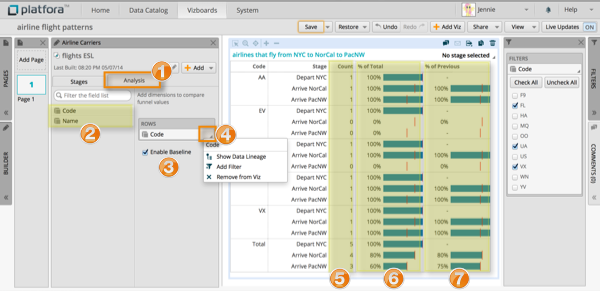 platfora
Home
Data Catalog
Vizboards
System
Jennie
Help
airline flight patterns
Save
Restore
Undo
Redo
Add Viz
Share
View
Live Updates
ON
PAGES
BUILDER
Add Page
1
Page 1
Airline Carriers
flights ESL
Last Built: 08:20 PM 05/07/14
+ Add
Stages
Analysis
1
Filter the field list
Code
Name
2
Add dimensions to compare
funnel values
ROWS
Code
4
Enable Baseline
3
Code
Show Data Lineage
Add Filter
Remove from Viz
airlines that fly from NYC to NorCal to PacNW
No stage selected
Code Stage Count % of Total % of Previous
AA Depart NYC 1 100% -
Arrive NorCal 1 100% 100%
Arrive PacNW 1 100% 100%
EV Depart NYC 1 100% -
Arrive NorCal 0 0% 0%
Arrive PacNW 0 0% 0%
Depart NYC 1 100% -
Arrive NorCal 1 100% 100%
Arrive PacNW 1 100% 100%
Depart NYC 1 100% -
Arrive NorCal 1 100% 100%
VX Depart NYC 1 100% -
Arrive NorCal 1 100% 100%
Arrive PacNW 1 100% 100%
Total Depart NYC 5 100% -
Arrive NorCal 4 80% 80%
Arrive PacNW 3 60% 75%
5
6
7
FILTERS
Code
Check All
Uncheck All
F9
FL
HA
MQ
OO
UA
US
VX
WN
YV
FILTERS
COMMENTS (0)